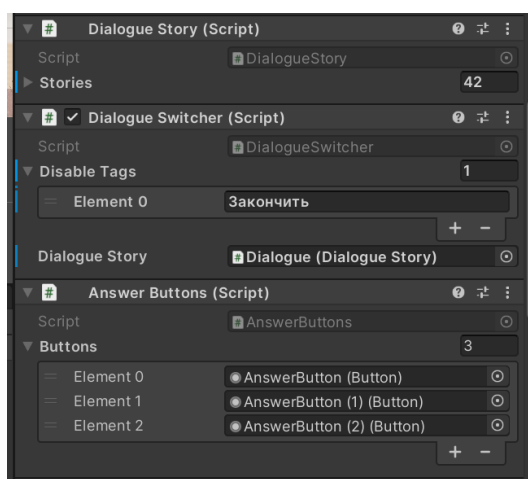 Dialogue Story (Script)
Script DialogueStory
Stories 42
Dialogue Switcher (Script)
Script DialogueSwitcher
Disable Tags 1
Element 0 Закончить
+ -
Dialogue Story Dialogue (Dialogue Story)
Answer Buttons (Script)
Script AnswerButtons
Buttons 3
Element 0 AnswerButton (Button)
Element 1 AnswerButton (1) (Button)
Element 2 AnswerButton (2) (Button)
+ -